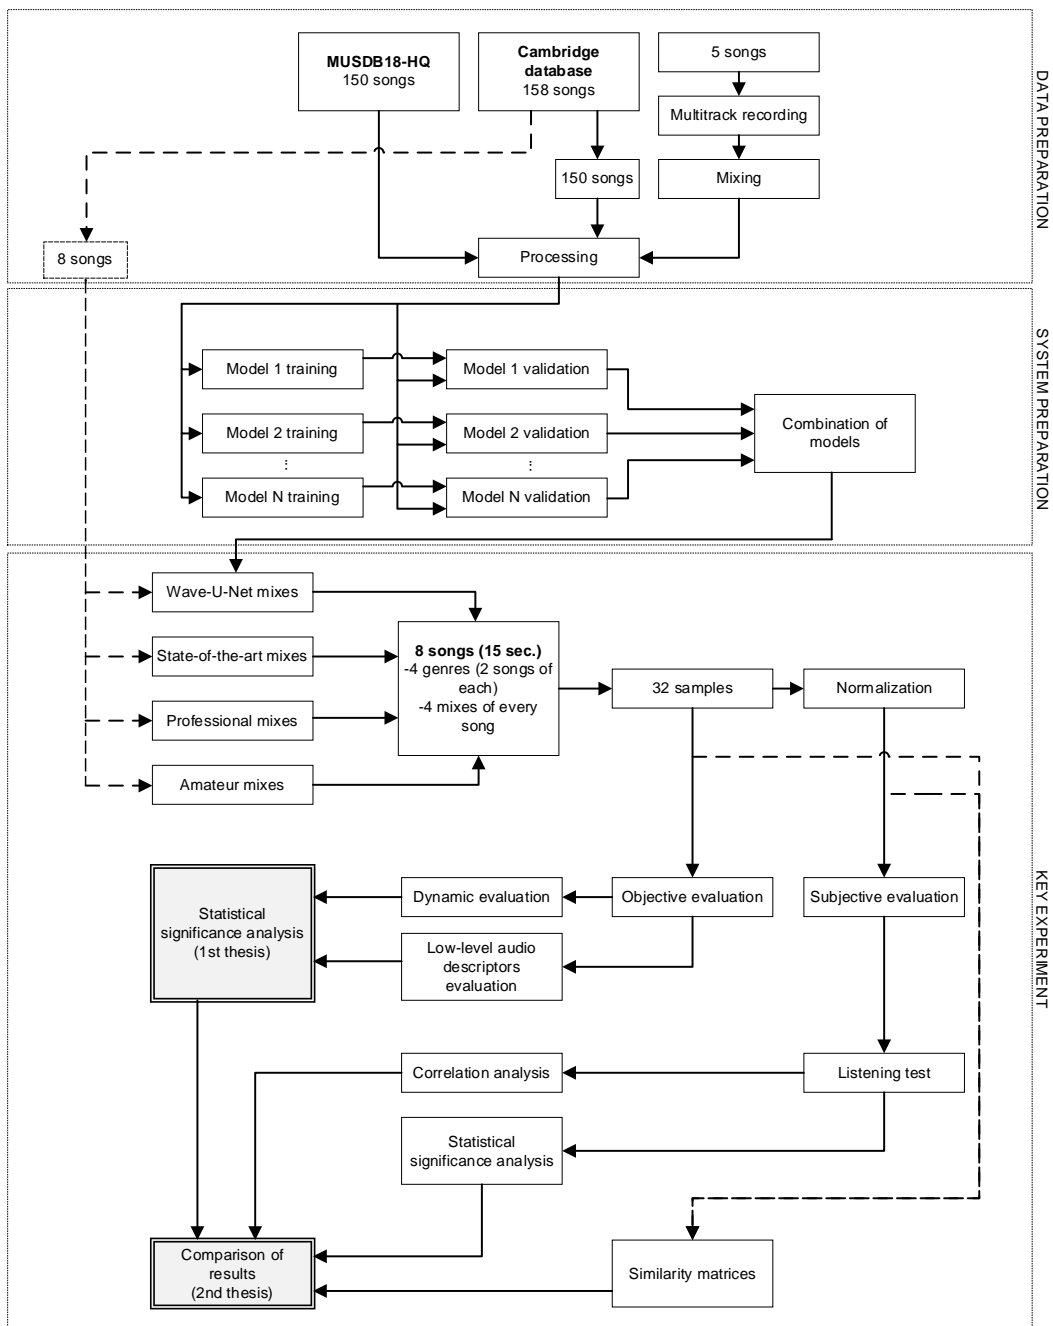 DATA PREPARATION
MUSDB18-HQ
150 songs
Cambridge
database
158 songs
5 songs
Multitrack recording
150 songs
Mixing
8 songs
Processing
SYSTEM PREPARATION
Model 1 training
Model 1 validation
Model 2 training
Model 2 validation
Combination of
models
⋮
⋮
Model N training
Model N validation
KEY EXPERIMENT
Wave-U-Net mixes
State-of-the-art mixes
Professional mixes
Amateur mixes
8 songs (15 sec.)
-4 genres (2 songs of
each)
-4 mixes of every
song
32 samples
Normalization
Statistical
significance analysis
(1st thesis)
Dynamic evaluation
Objective evaluation
Subjective evaluation
Low-level audio
descriptors
evaluation
Correlation analysis
Listening test
Statistical
significance analysis
Comparison of
results
(2nd thesis)
Similarity matrices